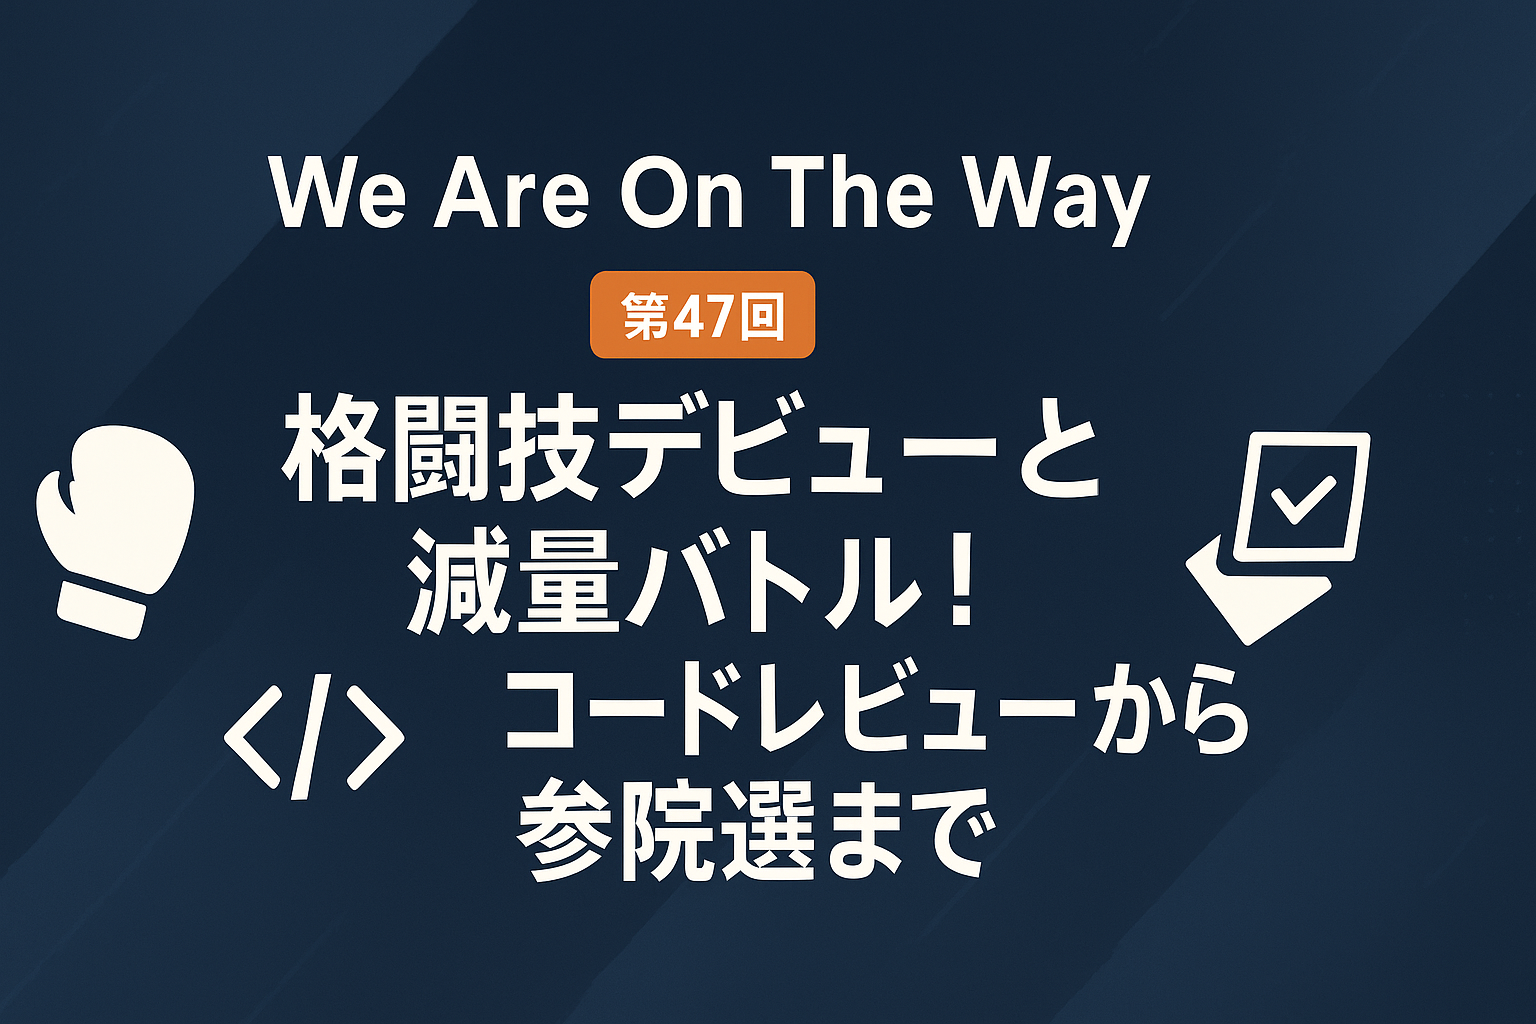 We Are On The Way
第47回
格闘技デビューと
減量バトル！
コードレビューから
参院選まで
</>